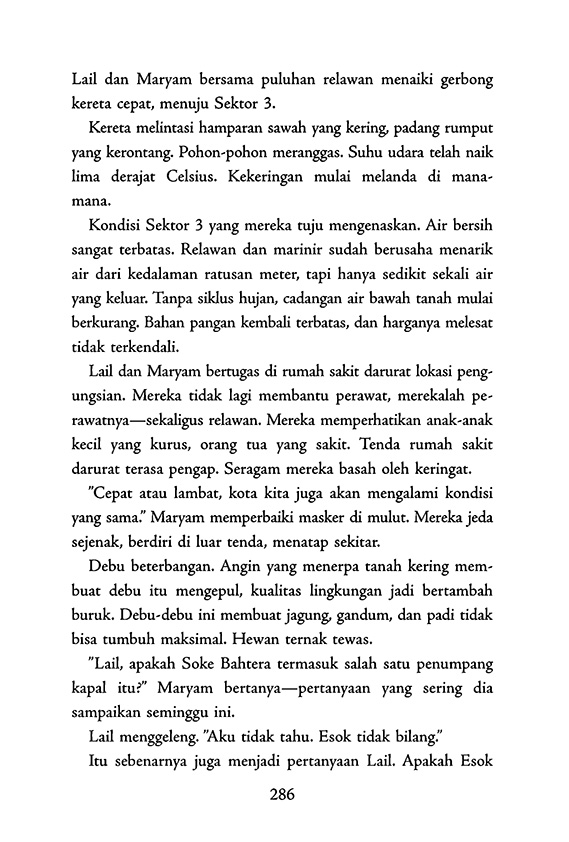 Lail dan Maryam bersama puluhan relawan menaiki gerbong
kereta cepat, menuju Sektor 3.
Kereta melintasi hamparan sawah yang kering, padang rumput
yang kerontang. Pohon-pohon meranggas. Suhu udara telah naik
lima derajat Celsius. Kekeringan mulai melanda di mana-
mana.
Kondisi Sektor 3 yang mereka tuju mengenaskan. Air bersih
sangat terbatas. Relawan dan marinir sudah berusaha menarik
air dari kedalaman ratusan meter, tapi hanya sedikit sekali air
yang keluar. Tanpa siklus hujan, cadangan air bawah tanah mulai
berkurang. Bahan pangan kembali terbatas, dan harganya melesat
tidak terkendali.
Lail dan Maryam bertugas di rumah sakit darurat lokasi peng-
ungsian. Mereka tidak lagi membantu perawat, merekalah pe-
rawatnya—sekaligus relawan. Mereka memperhatikan anak-anak
kecil yang kurus, orang tua yang sakit. Tenda rumah sakit
darurat terasa pengap. Seragam mereka basah oleh keringat.
”Cepat atau lambat, kota kita juga akan mengalami kondisi
yang sama.” Maryam memperbaiki masker di mulut. Mereka jeda
sejenak, berdiri di luar tenda, menatap sekitar.
Debu beterbangan. Angin yang menerpa tanah kering mem-
buat debu itu mengepul, kualitas lingkungan jadi bertambah
buruk. Debu-debu ini membuat jagung, gandum, dan padi tidak
bisa tumbuh maksimal. Hewan ternak tewas.
”Lail, apakah Soke Bahtera termasuk salah satu penumpang
kapal itu?” Maryam bertanya—pertanyaan yang sering dia
sampaikan seminggu ini.
Lail menggeleng. ”Aku tidak tahu. Esok tidak bilang.”
Itu sebenarnya juga menjadi pertanyaan Lail. Apakah Esok
286